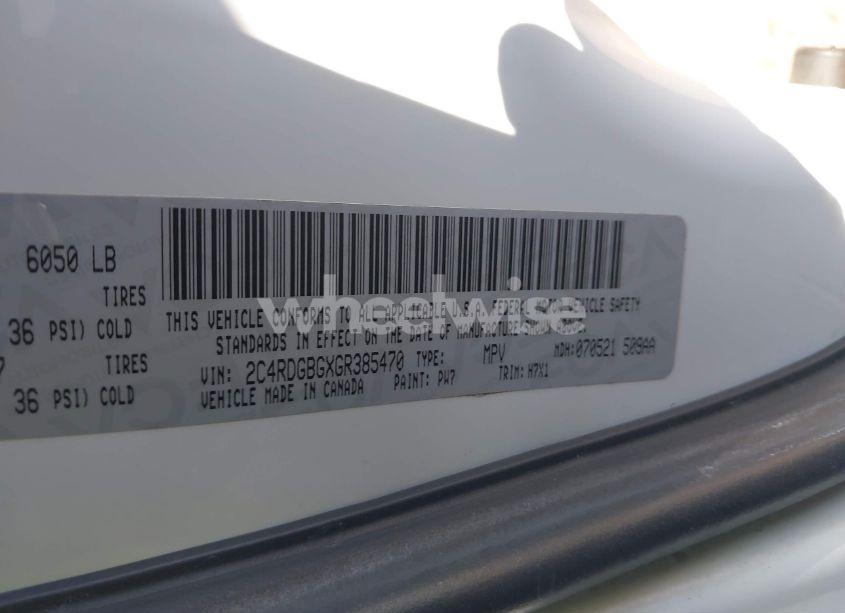 6050 LB
TIRES
36 PSI) COLD
TIRES
36 PSI) COLD
THIS VEHICLE CONFORMS TO ALL APPLICABLE U.S.A. FEDERAL MOTOR VEHICLE SAFETY
STANDARDS IN EFFECT ON THE DATE OF MANUFACTURE SHOWN ABOVE.
VIN: 2C4RDGBGXGR385470 TYPE: MPV MDH: 070521 509AA
VEHICLE MADE IN CANADA PAINT: PW7 TRIM: H7X1
wheelwise